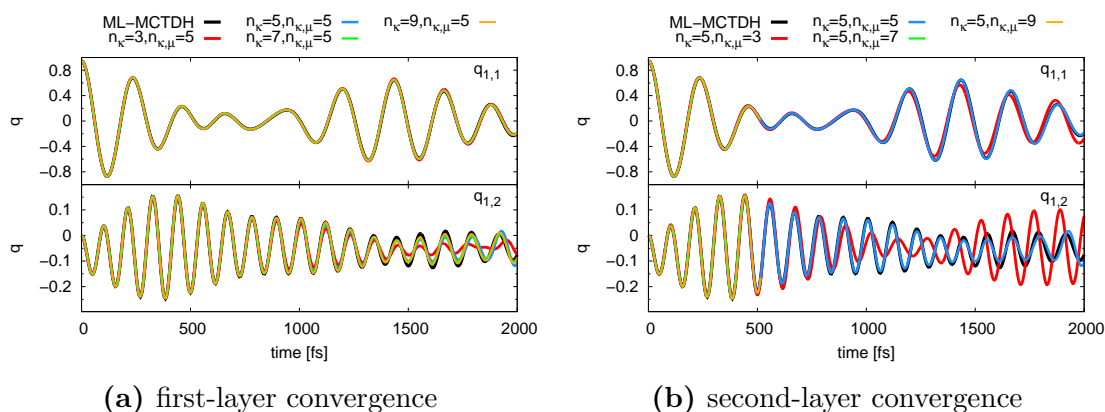 ML−MCTDH nκ=5,nκ,μ=5 nκ=9,nκ,μ=5
nκ=3,nκ,μ=5 nκ=7,nκ,μ=5
q1,1
0.8
0.4
0
−0.4
−0.8
q
q1,2
0.1
0
−0.1
−0.2
q
0 500 1000 1500 2000
time [fs]
(a) first-layer convergence
ML−MCTDH nκ=5,nκ,μ=5 nκ=5,nκ,μ=9
nκ=5,nκ,μ=3 nκ=5,nκ,μ=7
q1,1
0.8
0.4
0
−0.4
−0.8
q
q1,2
0.1
0
−0.1
−0.2
q
0 500 1000 1500 2000
time [fs]
(b) second-layer convergence